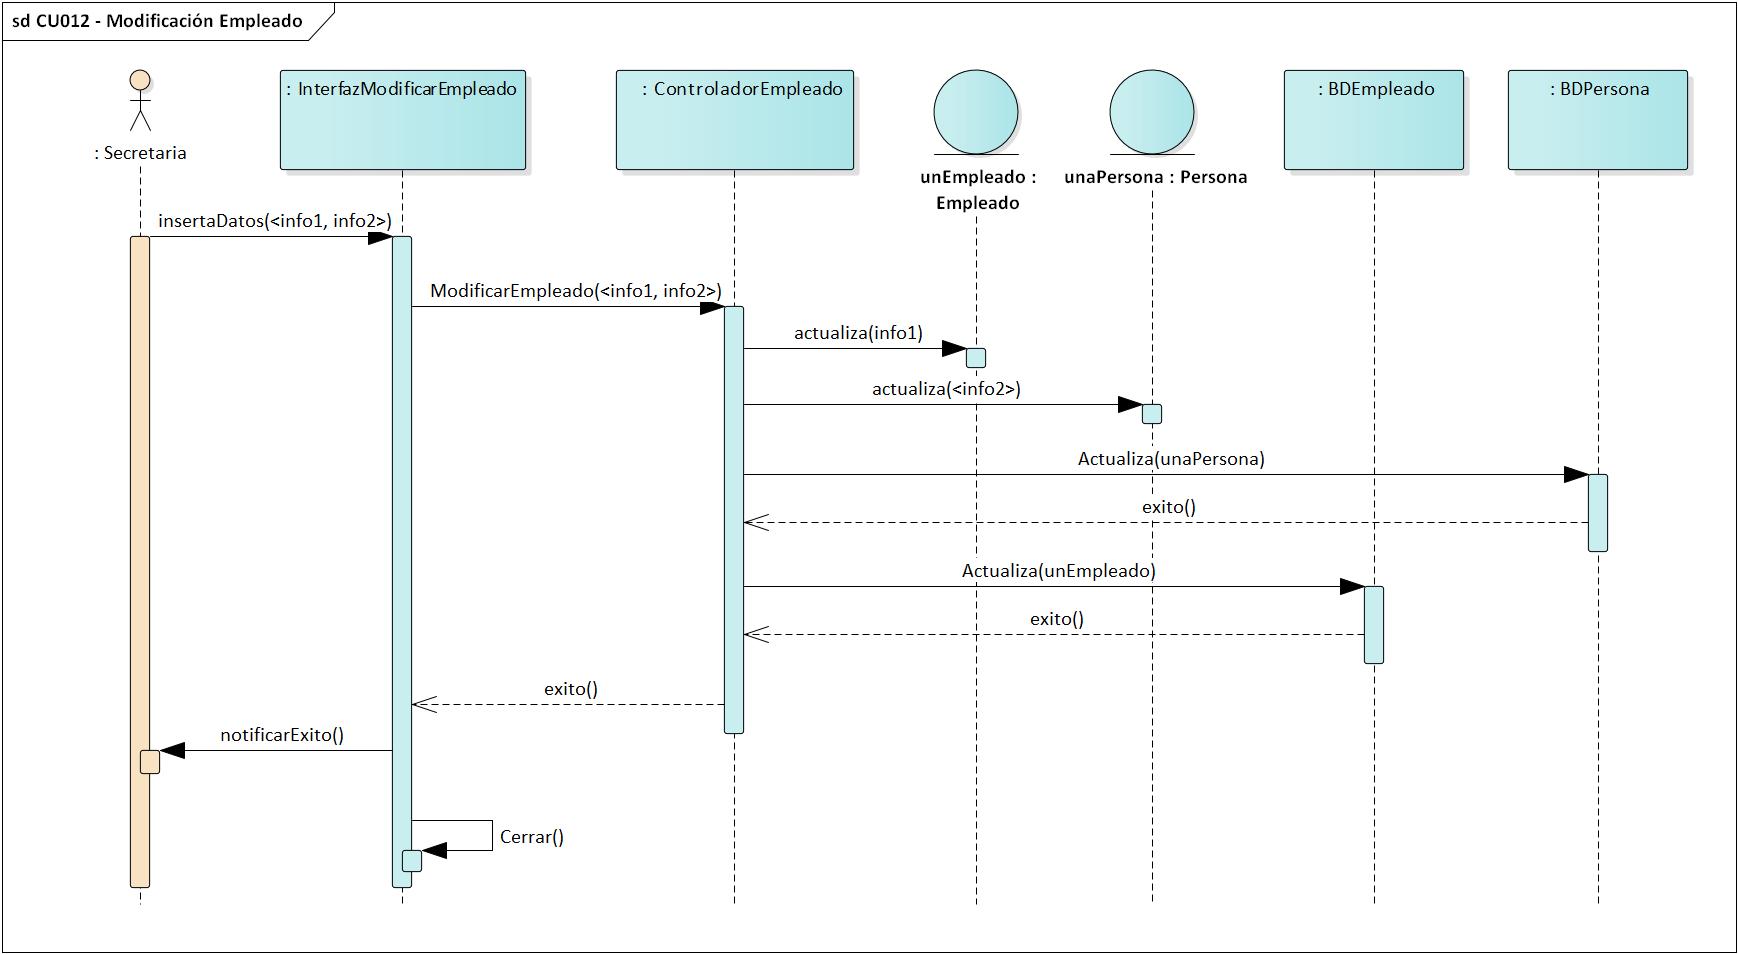 sd CU012 - Modificación Empleado
: Secretaria
: InterfazModificarEmpleado
: ControladorEmpleado
unEmpleado :
Empleado
unaPersona : Persona
: BDEmpleado
: BDPersona
insertaDatos(<info1, info2>)
ModificarEmpleado(<info1, info2>)
actualiza(info1)
actualiza(<info2>)
Actualiza(unaPersona)
exito()
Actualiza(unEmpleado)
exito()
exito()
notificarExito()
Cerrar()